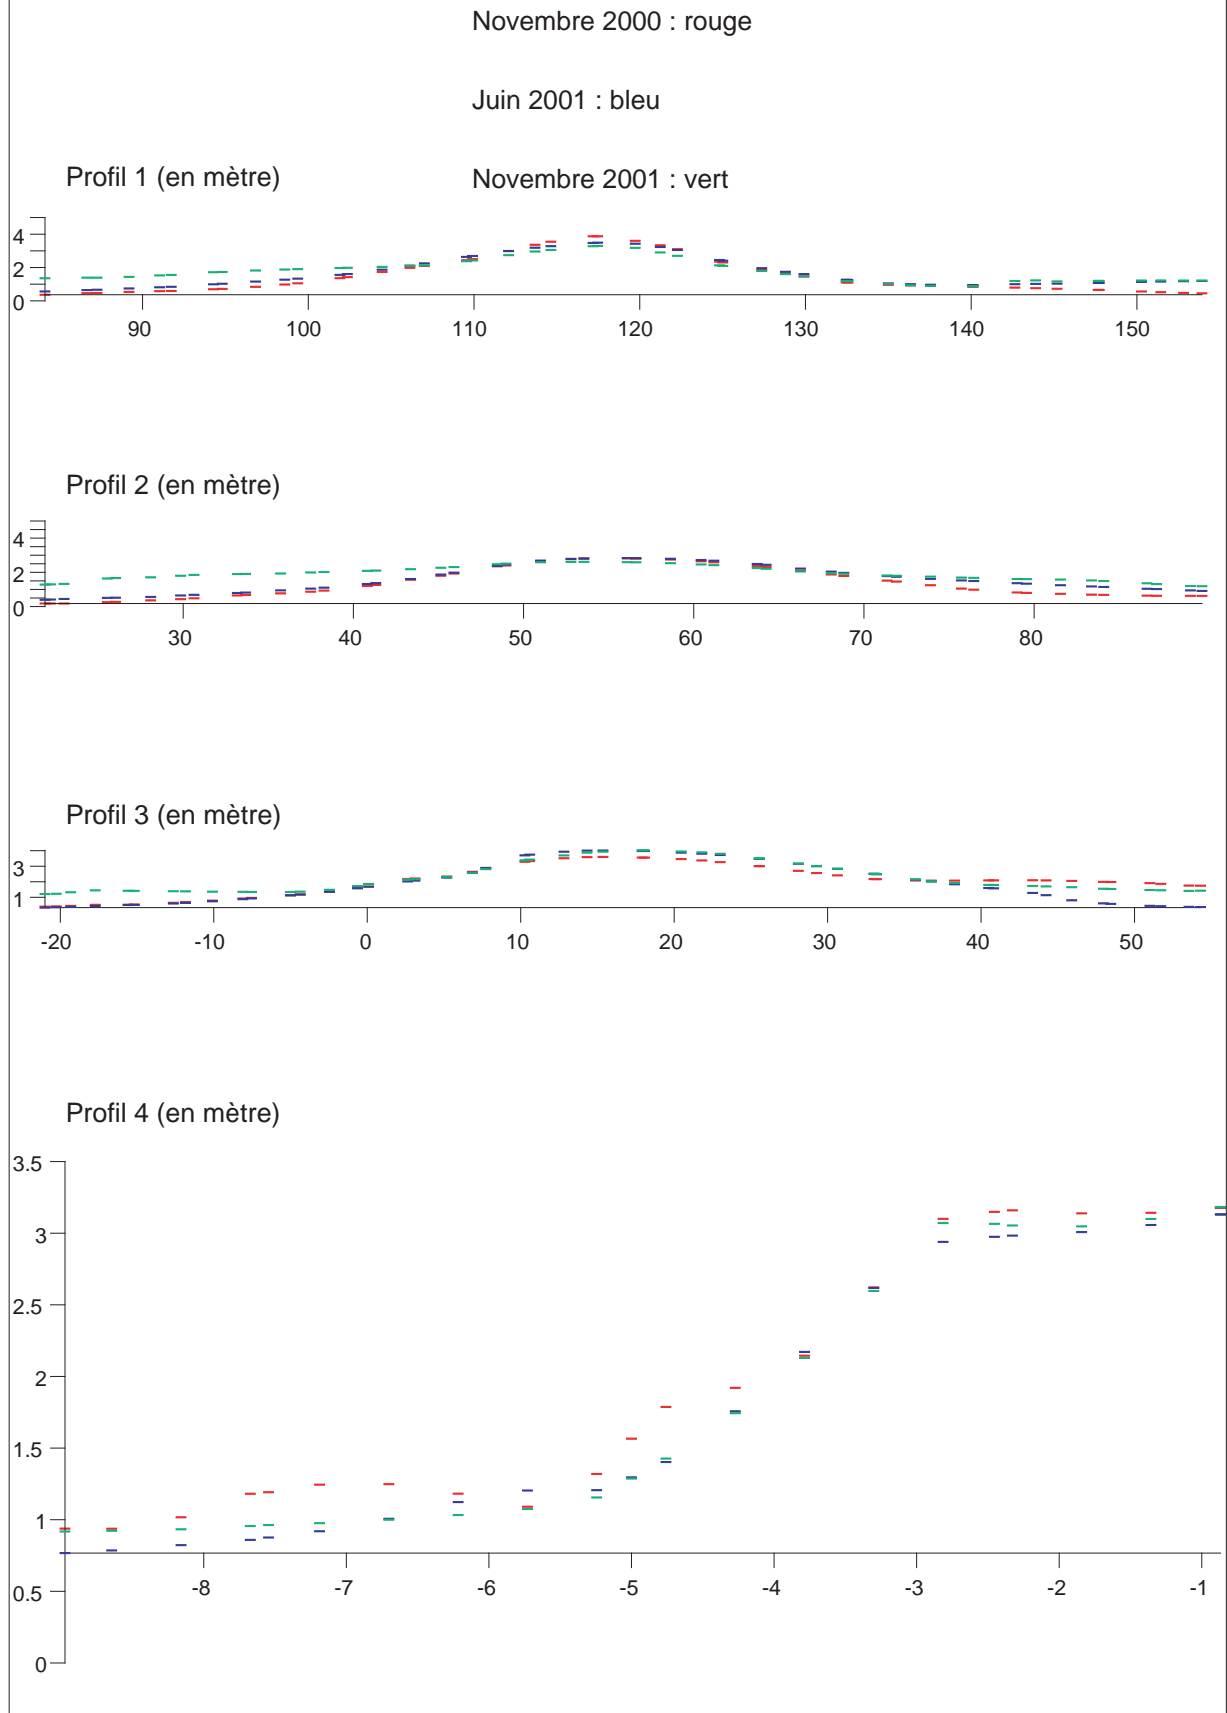 Novembre 2000 : rouge
Juin 2001 : bleu
Profil 1 (en mètre)
Novembre 2001 : vert
4
2
0
90 100 110 120 130 140 150
Profil 2 (en mètre)
4
2
0
30 40 50 60 70 80
Profil 3 (en mètre)
3
1
-20 -10 0 10 20 30 40 50
Profil 4 (en mètre)
3.5
3
2.5
2
1.5
1
0.5
-8 -7 -6 -5 -4 -3 -2 -1
0